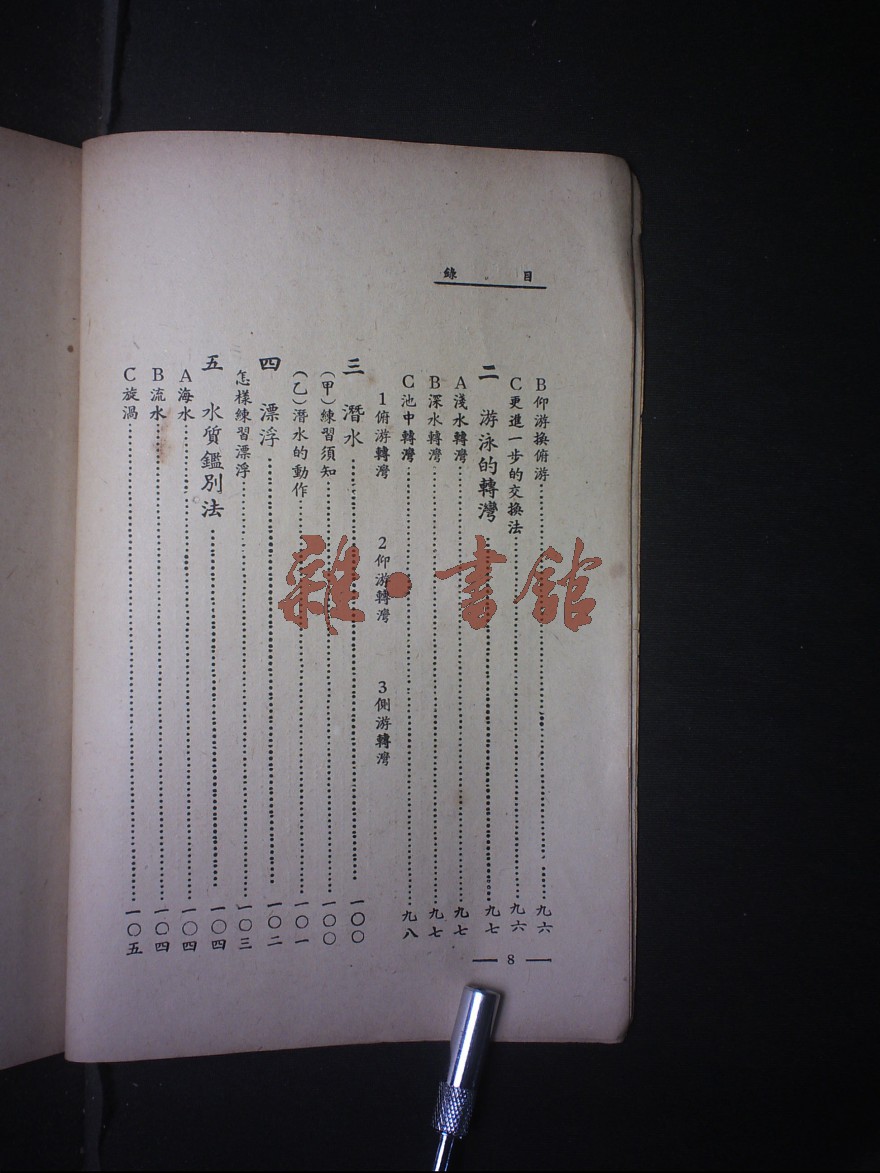 目錄
B仰游換俯游 九六
C更進一步的交換法 九六
二 游泳的轉灣 九七
A淺水轉灣 九七
B深水轉灣 九七
C池中轉灣 九八
1俯游轉灣 2仰游轉灣 3側游轉灣
三 潛水 一〇〇
(甲)練習須知 一〇〇
(乙)潛水的動作 一〇一
四 漂浮 一〇二
怎樣練習漂浮 一〇三
五 水質鑑別法 一〇四
A海水 一〇四
B流水 一〇四
C旋渦 一〇五
8
雜·書館